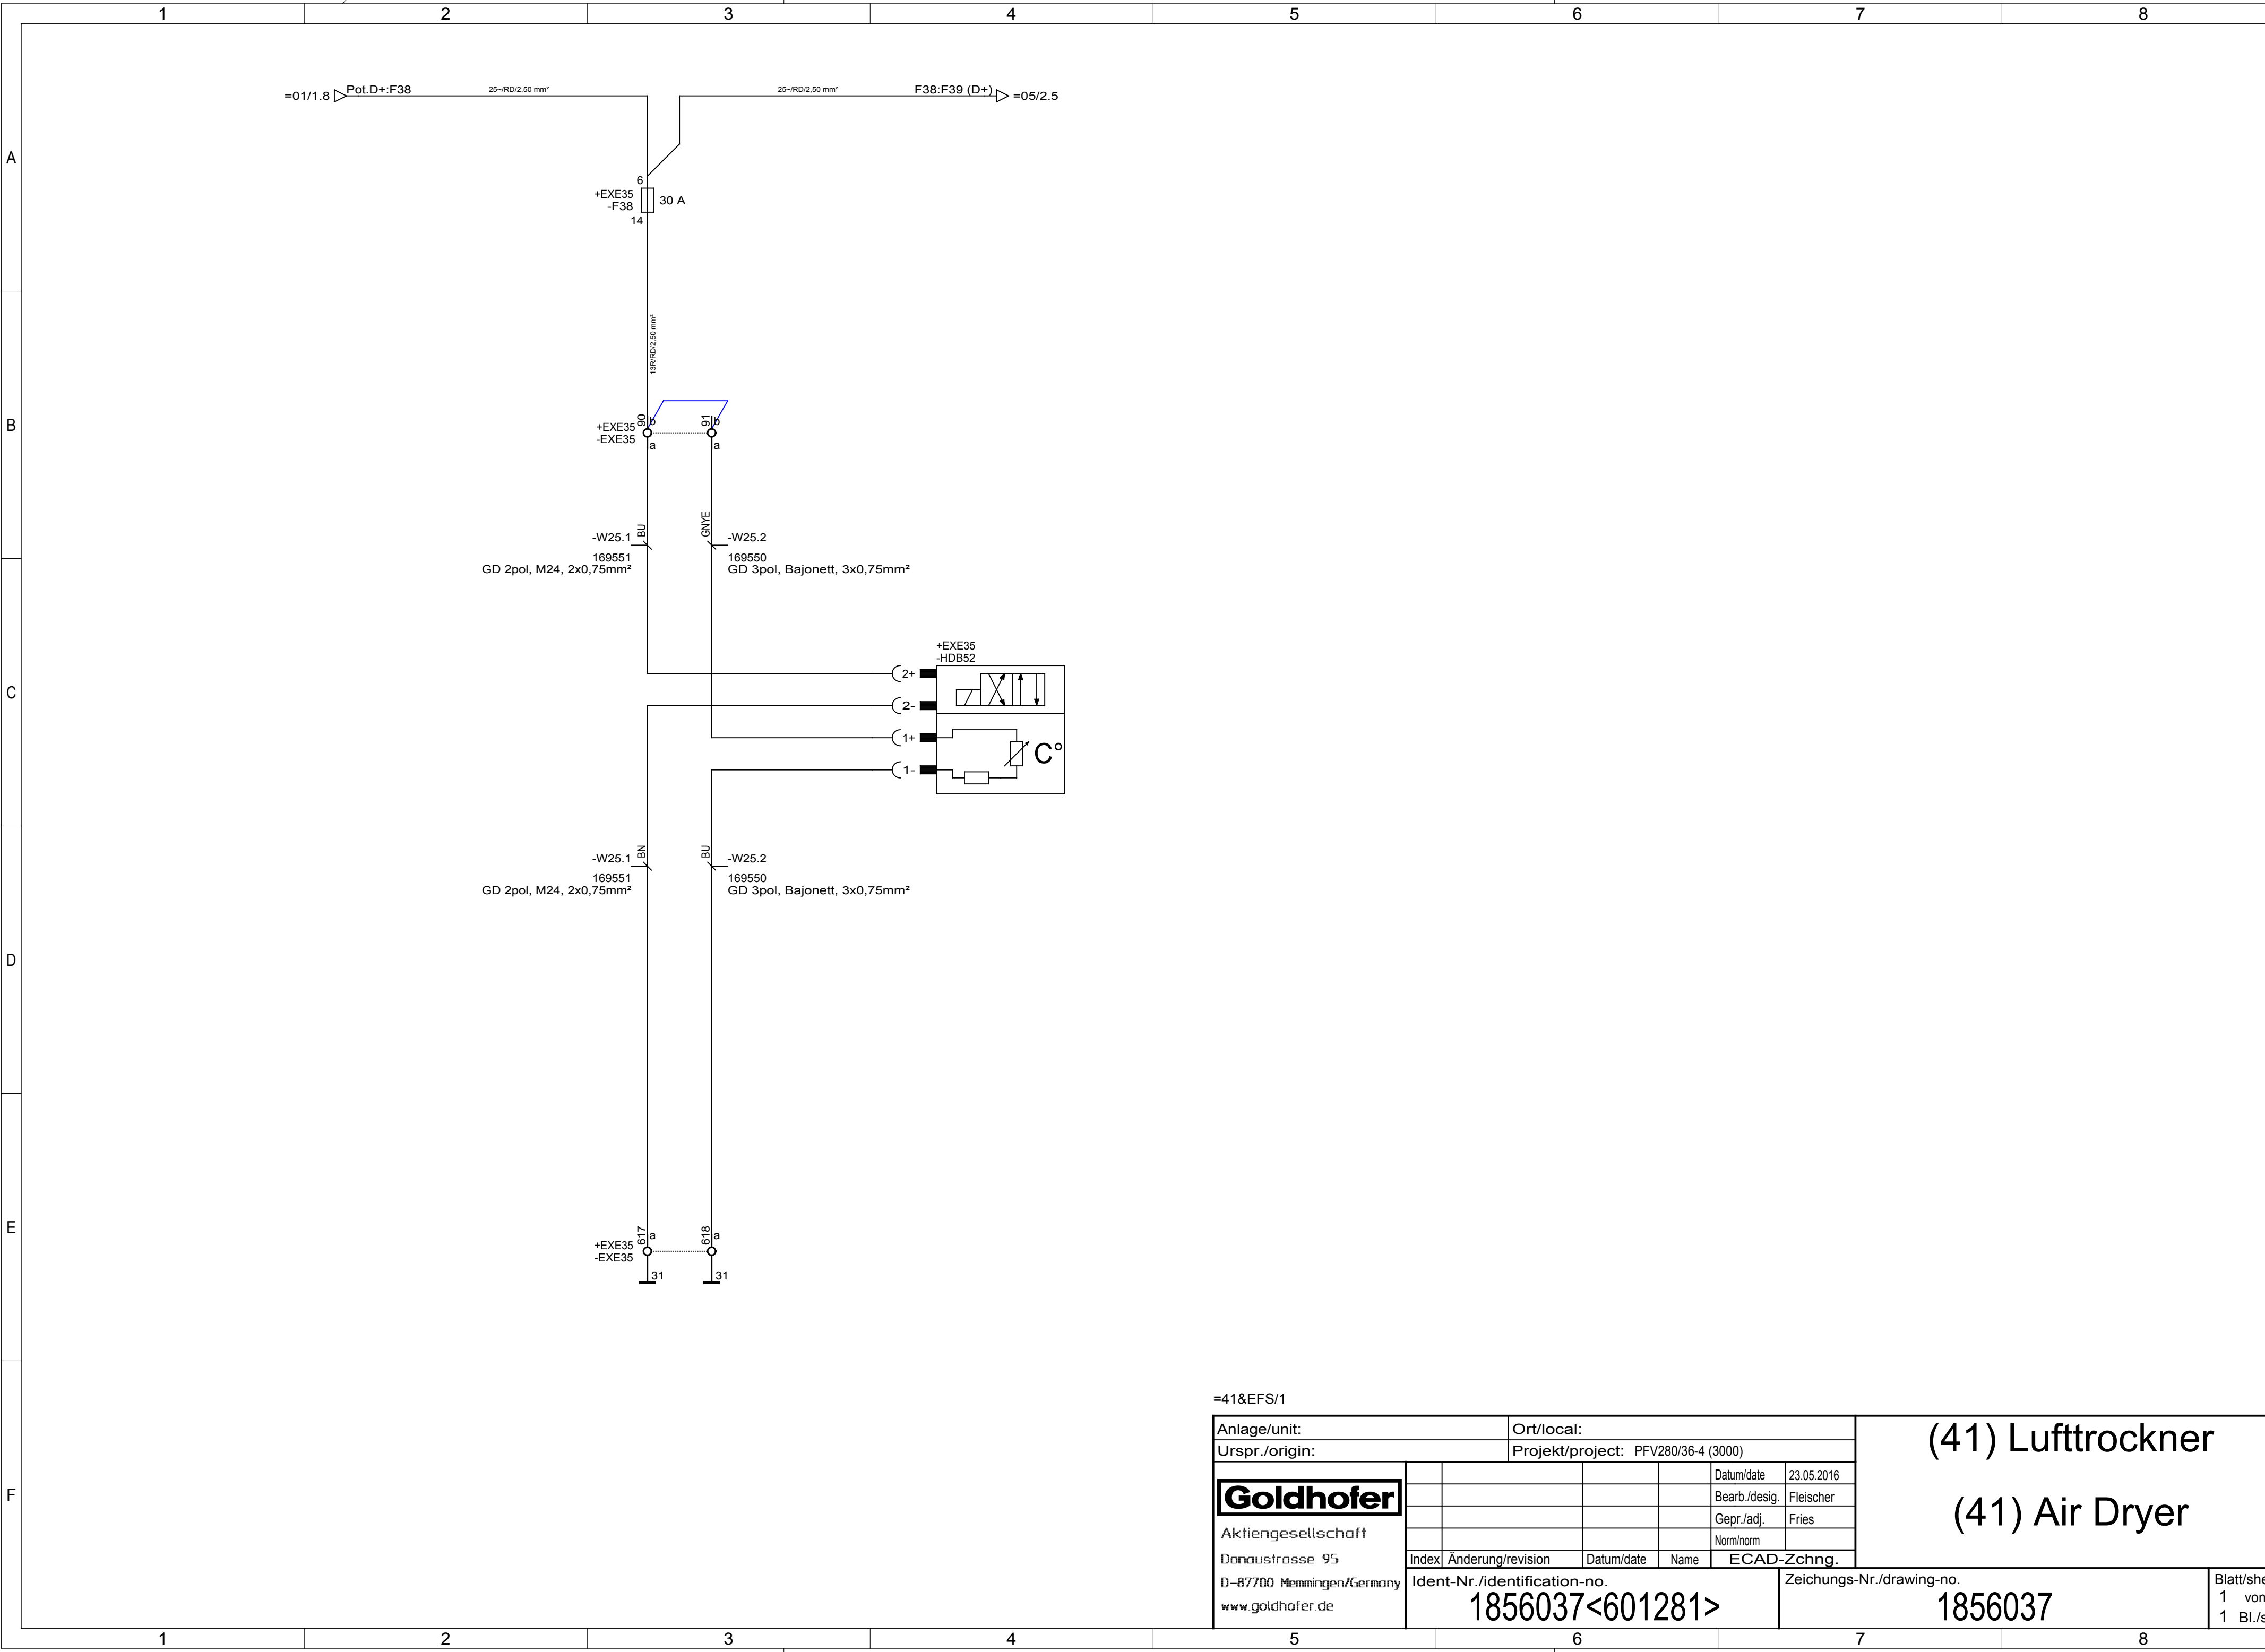 1 2 3 4 5 6 7 8
=01/1.8 Pot.D+:F38 25~/RD/2,50 mm² 25~/RD/2,50 mm² F38:F39 (D+) =05/2.5
A
6
+EXE35
-F38
30 A
14
13R/RD/2,50 mm²
B
+EXE35
-EXE35
90 b 91 b
a a
BU GNYE
-W25.1
169551
GD 2pol, M24, 2x0,75mm²
-W25.2
169550
GD 3pol, Bajonett, 3x0,75mm²
C
+EXE35
-HDB52
2+
2-
1+
C°
1-
BN BU
-W25.1
169551
GD 2pol, M24, 2x0,75mm²
-W25.2
169550
GD 3pol, Bajonett, 3x0,75mm²
D
E
+EXE35
-EXE35
617 a 618 a
31 31
F
=41&EFS/1
Anlage/unit: Ort/local:
Urspr./origin: Projekt/project: PFV280/36-4 (3000)
Goldhofer
Aktiengesellschaft
Donaustrasse 95
D-87700 Memmingen/Germany
www.goldhofer.de
Datum/date 23.05.2016
Bearb./desig. Fleischer
Gepr./adj. Fries
Norm/norm
Index Änderung/revision Datum/date Name ECAD-Zchng.
(41) Lufttrockner
(41) Air Dryer
Ident-Nr./identification-no.
1856037<601281>
Zeichungs-Nr./drawing-no.
1856037
Blatt/she
1 von
1 Bl./s
1 2 3 4 5 6 7 8